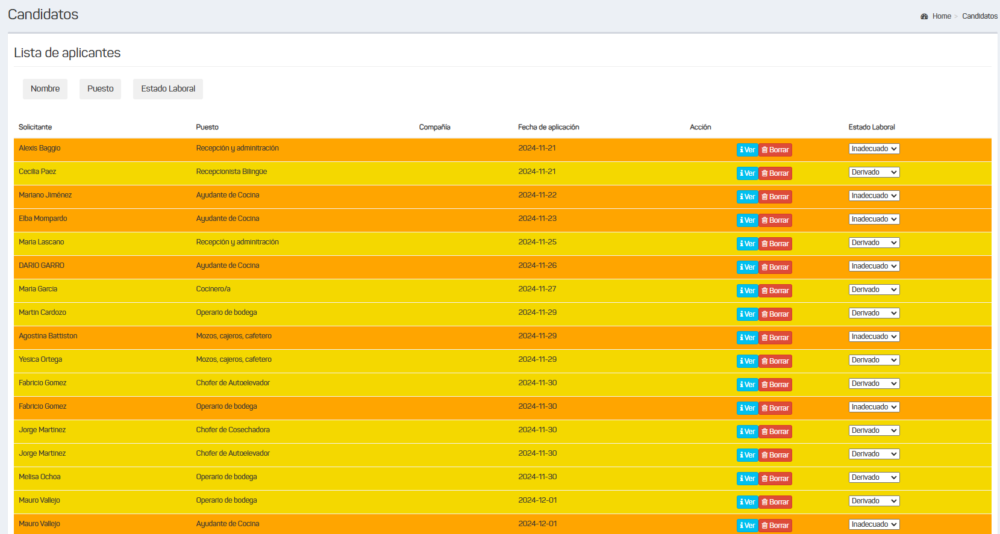 Candidatos
Home > Candidatos
Lista de aplicantes
Nombre Puesto Estado Laboral
Solicitante Puesto Compañía Fecha de aplicación Acción Estado Laboral
Alexis Baggio Recepción y adminitración 2024-11-21 Ver Borrar Inadecuado
Cecilia Paez Recepcionista Bilingüe 2024-11-21 Ver Borrar Derivado
Mariano Jiménez Ayudante de Cocina 2024-11-22 Ver Borrar Inadecuado
Elba Mompardo Ayudante de Cocina 2024-11-23 Ver Borrar Inadecuado
Maria Lascano Recepción y adminitración 2024-11-25 Ver Borrar Derivado
DARIO GARRO Ayudante de Cocina 2024-11-26 Ver Borrar Inadecuado
Maria Garcia Cocinero/a 2024-11-27 Ver Borrar Derivado
Martin Cardozo Operario de bodega 2024-11-29 Ver Borrar Derivado
Agostina Battiston Mozos, cajeros, cafetero 2024-11-29 Ver Borrar Inadecuado
Yesica Ortega Mozos, cajeros, cafetero 2024-11-29 Ver Borrar Derivado
Fabricio Gomez Chofer de Autoelevador 2024-11-30 Ver Borrar Derivado
Fabricio Gomez Operario de bodega 2024-11-30 Ver Borrar Inadecuado
Jorge Martinez Chofer de Cosechadora 2024-11-30 Ver Borrar Derivado
Jorge Martinez Chofer de Autoelevador 2024-11-30 Ver Borrar Derivado
Melisa Ochoa Operario de bodega 2024-11-30 Ver Borrar Derivado
Mauro Vallejo Operario de bodega 2024-12-01 Ver Borrar Derivado
Mauro Vallejo Ayudante de Cocina 2024-12-01 Ver Borrar Inadecuado